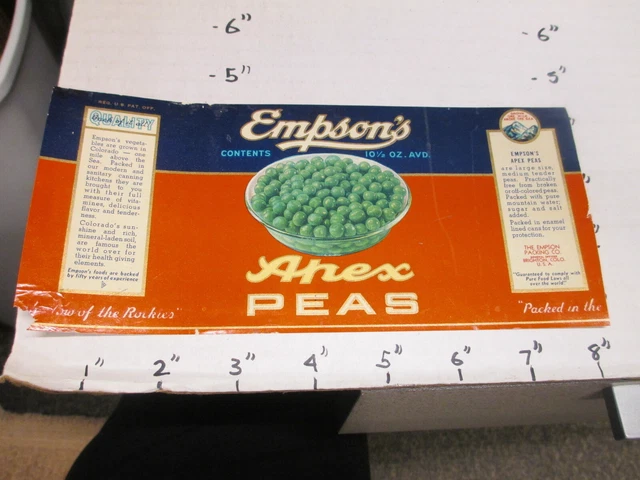 6"
6"
5"
5"
REG. U.S. PAT. OFF.
QUALITY
Empson's vegeta-
bles are grown in
Colorado — one
mile above the
Sea. Packed in
our modern and
sanitary canning
kitchens they are
brought to you
with their full
measure of vita-
mines, delicious
flavor and tender-
ness.
Colorado's sun-
shine and rich,
mineral-laden soil,
are famous the
world over for
their health giving
elements.
Empson's foods are backed
by fifty years of experience
of the Rockies"
Empson's
CONTENTS 10½ OZ. AVD.
Apex
PEAS
EMPSON'S
APEX PEAS
are large size,
medium tender
peas. Practically
free from broken
or off-colored peas.
Packed with pure
mountain water,
sugar and salt
added.
Packed in enamel
lined cans for your
protection.
THE EMPSON
PACKING CO.
BRIGHTON, COLO.
U.S.A.
"Guaranteed to comply with
Pure Food Laws all
over the world"
"Packed in the
1" 2" 3" 4" 5" 6" 7" 8"